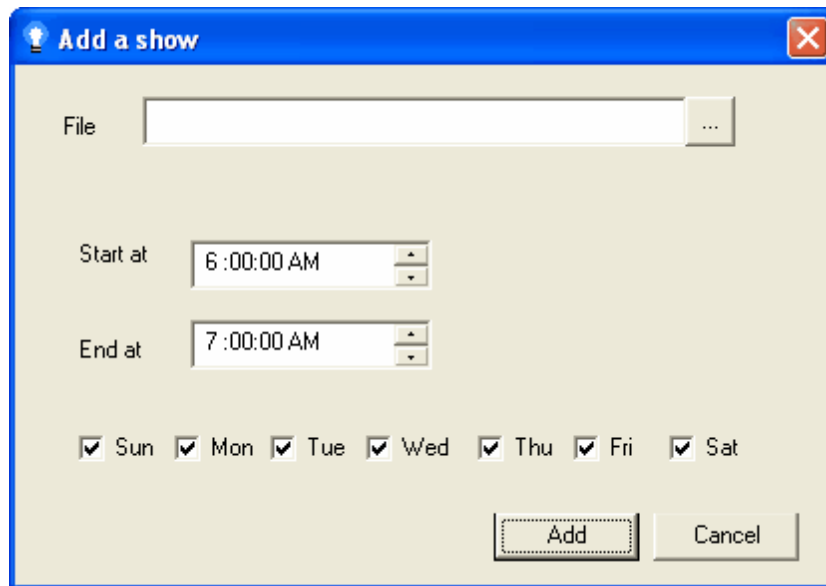 Add a show
File ...
Start at 6 :00:00 AM
End at 7 :00:00 AM
Sun Mon Tue Wed Thu Fri Sat
Add Cancel